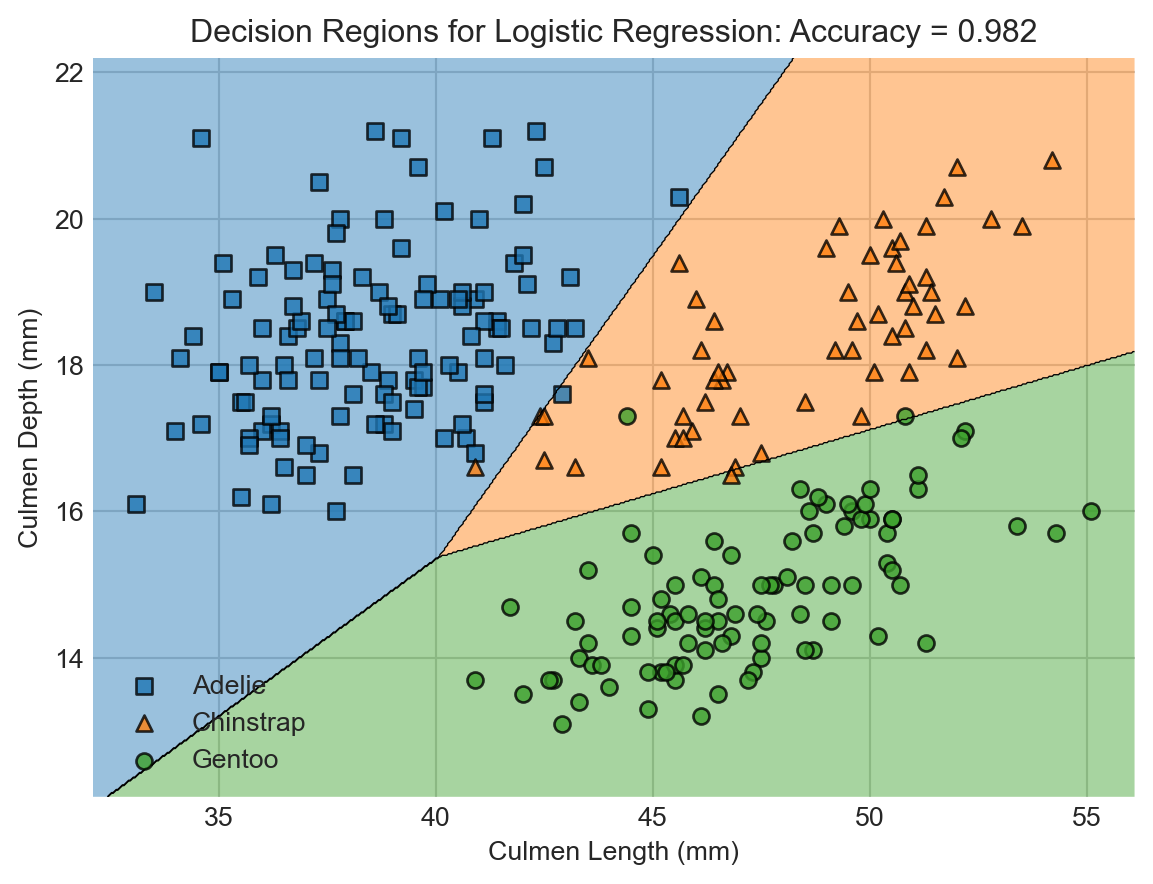 Decision Regions for Logistic Regression: Accuracy = 0.982
22
20
18
16
14
Culmen Depth (mm)
Adelie
Chinstrap
Gentoo
35 40 45 50 55
Culmen Length (mm)